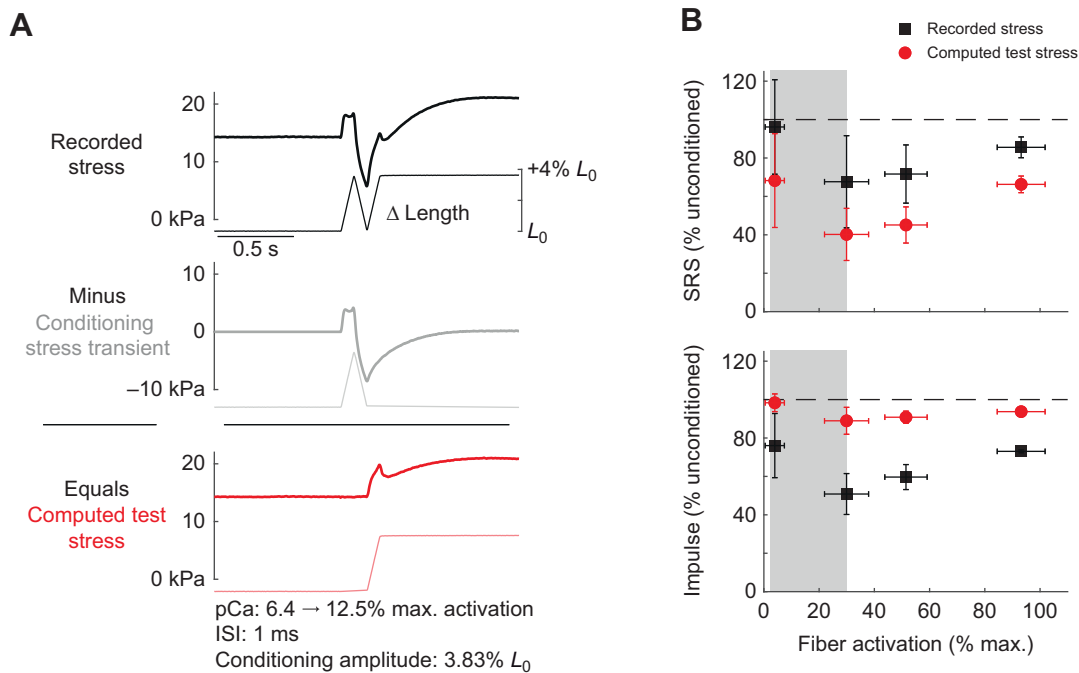 A
Recorded
stress
20
10
0 kPa
+4% L0
Δ Length
L0
0.5 s
Minus
Conditioning
stress transient
10
0
–10 kPa
Equals
Computed test
stress
20
10
0 kPa
pCa: 6.4 → 12.5% max. activation
ISI: 1 ms
Conditioning amplitude: 3.83% L0
B
Recorded stress
Computed test stress
SRS (% unconditioned)
120
80
40
0
Impulse (% unconditioned)
120
80
40
0
0 20 40 60 80 100
Fiber activation (% max.)